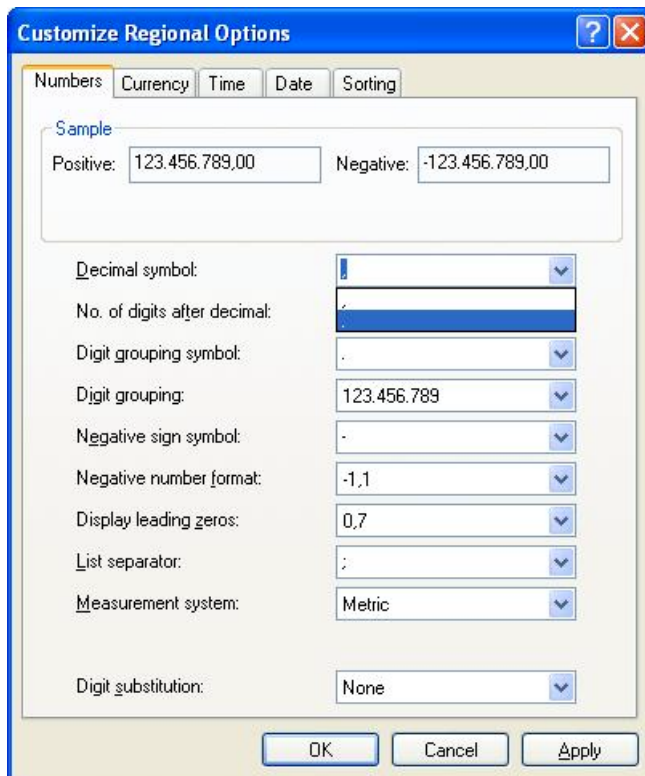 Customize Regional Options
Numbers Currency Time Date Sorting
Sample
Positive: 123.456.789,00 Negative: -123.456.789,00
Decimal symbol: ,
,
.
No. of digits after decimal:
Digit grouping symbol: .
Digit grouping: 123.456.789
Negative sign symbol: -
Negative number format: -1,1
Display leading zeros: 0,7
List separator: ;
Measurement system: Metric
Digit substitution: None
OK Cancel Apply